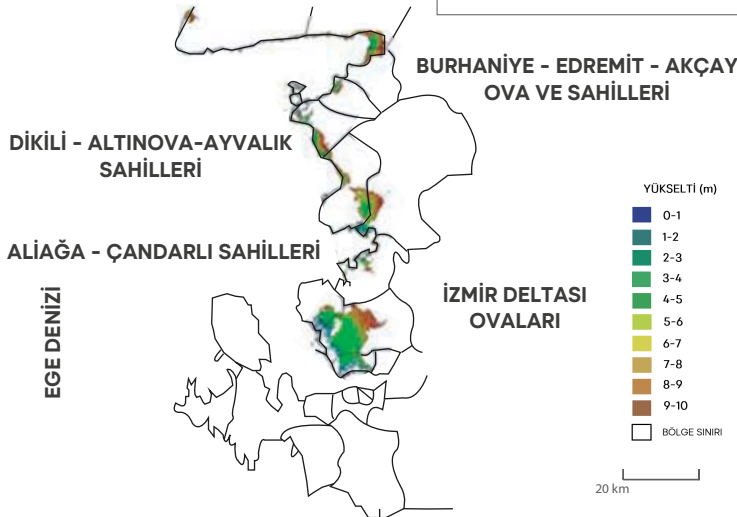 BURHANİYE - EDREMİT - AKÇAY
OVA VE SAHİLLERİ
DİKİLİ - ALTINOVA-AYVALIK
SAHİLLERİ
ALİAĞA - ÇANDARLI SAHİLLERİ
İZMİR DELTASI
OVALARI
EGE DENİZİ
YÜKSELTİ (m)
0-1
1-2
2-3
3-4
4-5
5-6
6-7
7-8
8-9
9-10
BÖLGE SINIRI
20 km